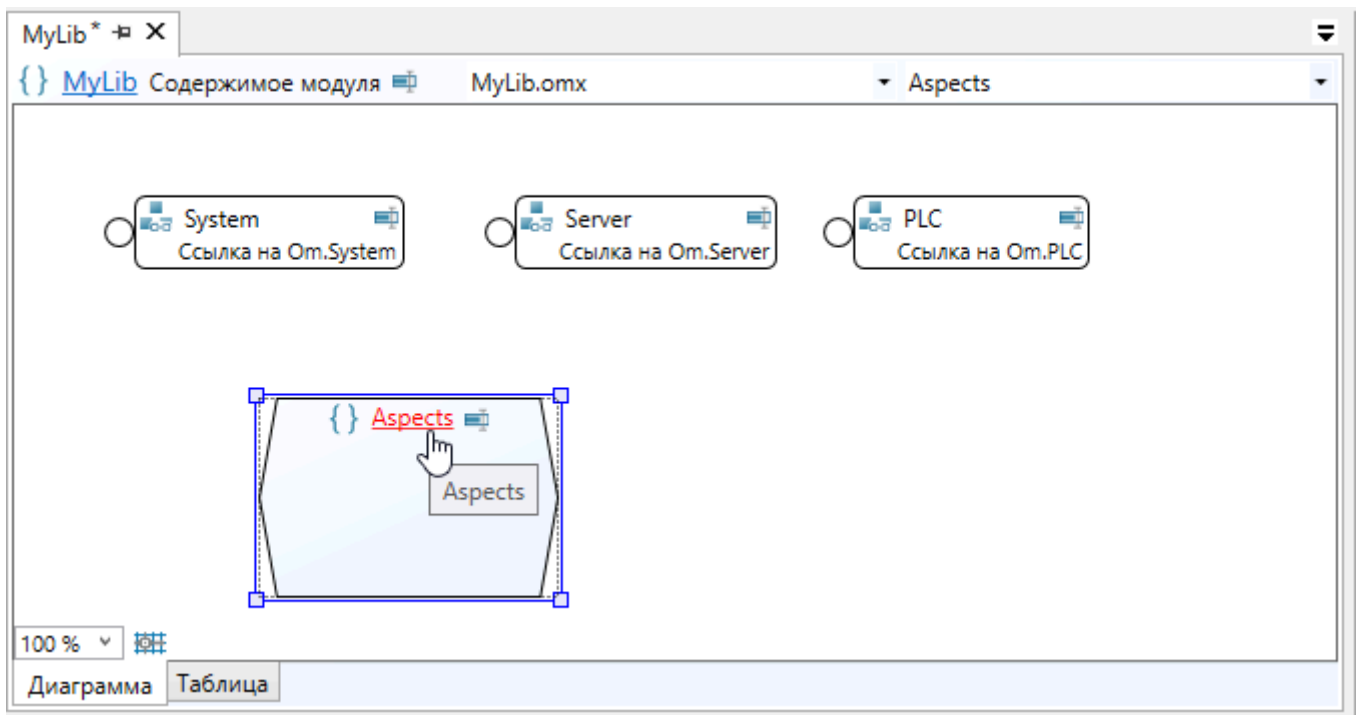 MyLib*
{ } MyLib Содержимое модуля MyLib.omx Aspects
System Server PLC
Ссылка на Om.System Ссылка на Om.Server Ссылка на Om.PLC
{ } Aspects
Aspects
100 %
Диаграмма Таблица